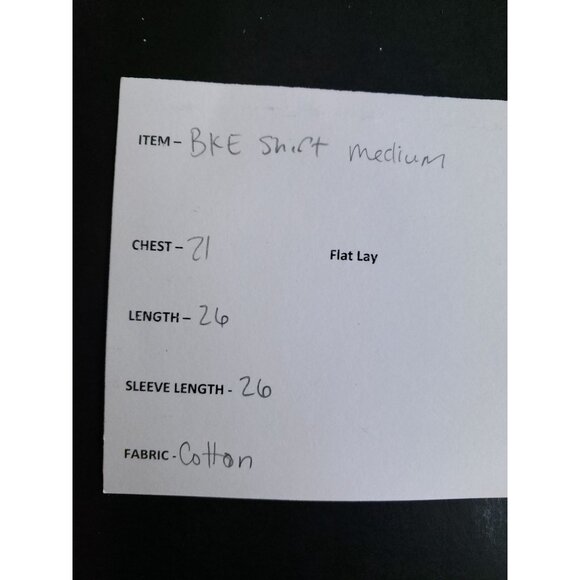 ITEM – BKE Shirt medium
CHEST – 21 Flat Lay
LENGTH – 26
SLEEVE LENGTH - 26
FABRIC - Cotton